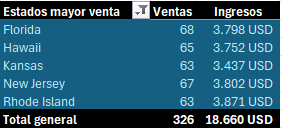 Estados mayor venta Ventas Ingresos
Florida 68 3.798 USD
Hawaii 65 3.752 USD
Kansas 63 3.437 USD
New Jersey 67 3.802 USD
Rhode Island 63 3.871 USD
Total general 326 18.660 USD